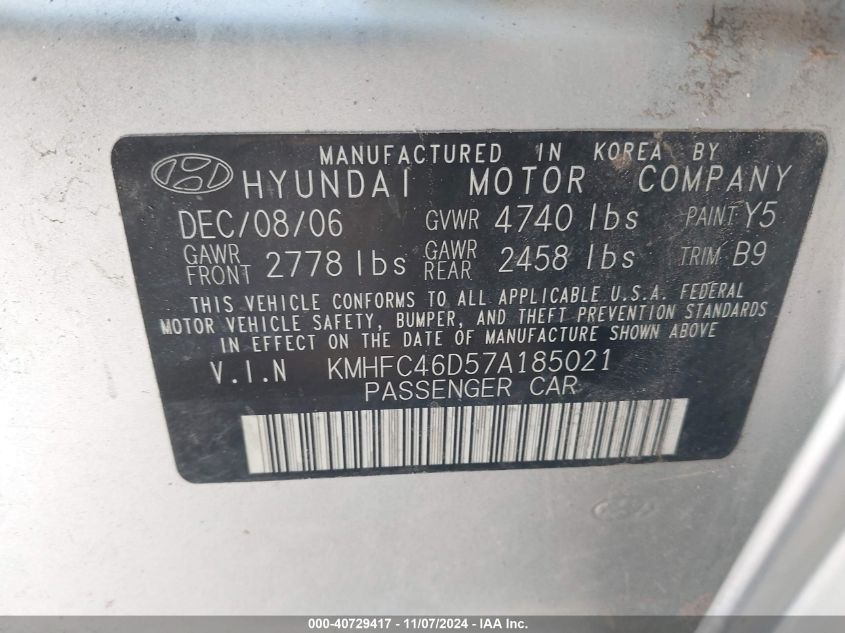 MANUFACTURED IN KOREA BY
HYUNDAI MOTOR COMPANY
DEC/08/06 GVWR 4740 lbs PAINT Y5
GAWR FRONT 2778 lbs GAWR REAR 2458 lbs TRIM B9
THIS VEHICLE CONFORMS TO ALL APPLICABLE U.S.A. FEDERAL
MOTOR VEHICLE SAFETY, BUMPER, AND THEFT PREVENTION STANDARDS
IN EFFECT ON THE DATE OF MANUFACTURE SHOWN ABOVE
V.I.N KMHFC46D57A185021
PASSENGER CAR
000-40729417 - 11/07/2024 - IAA Inc.